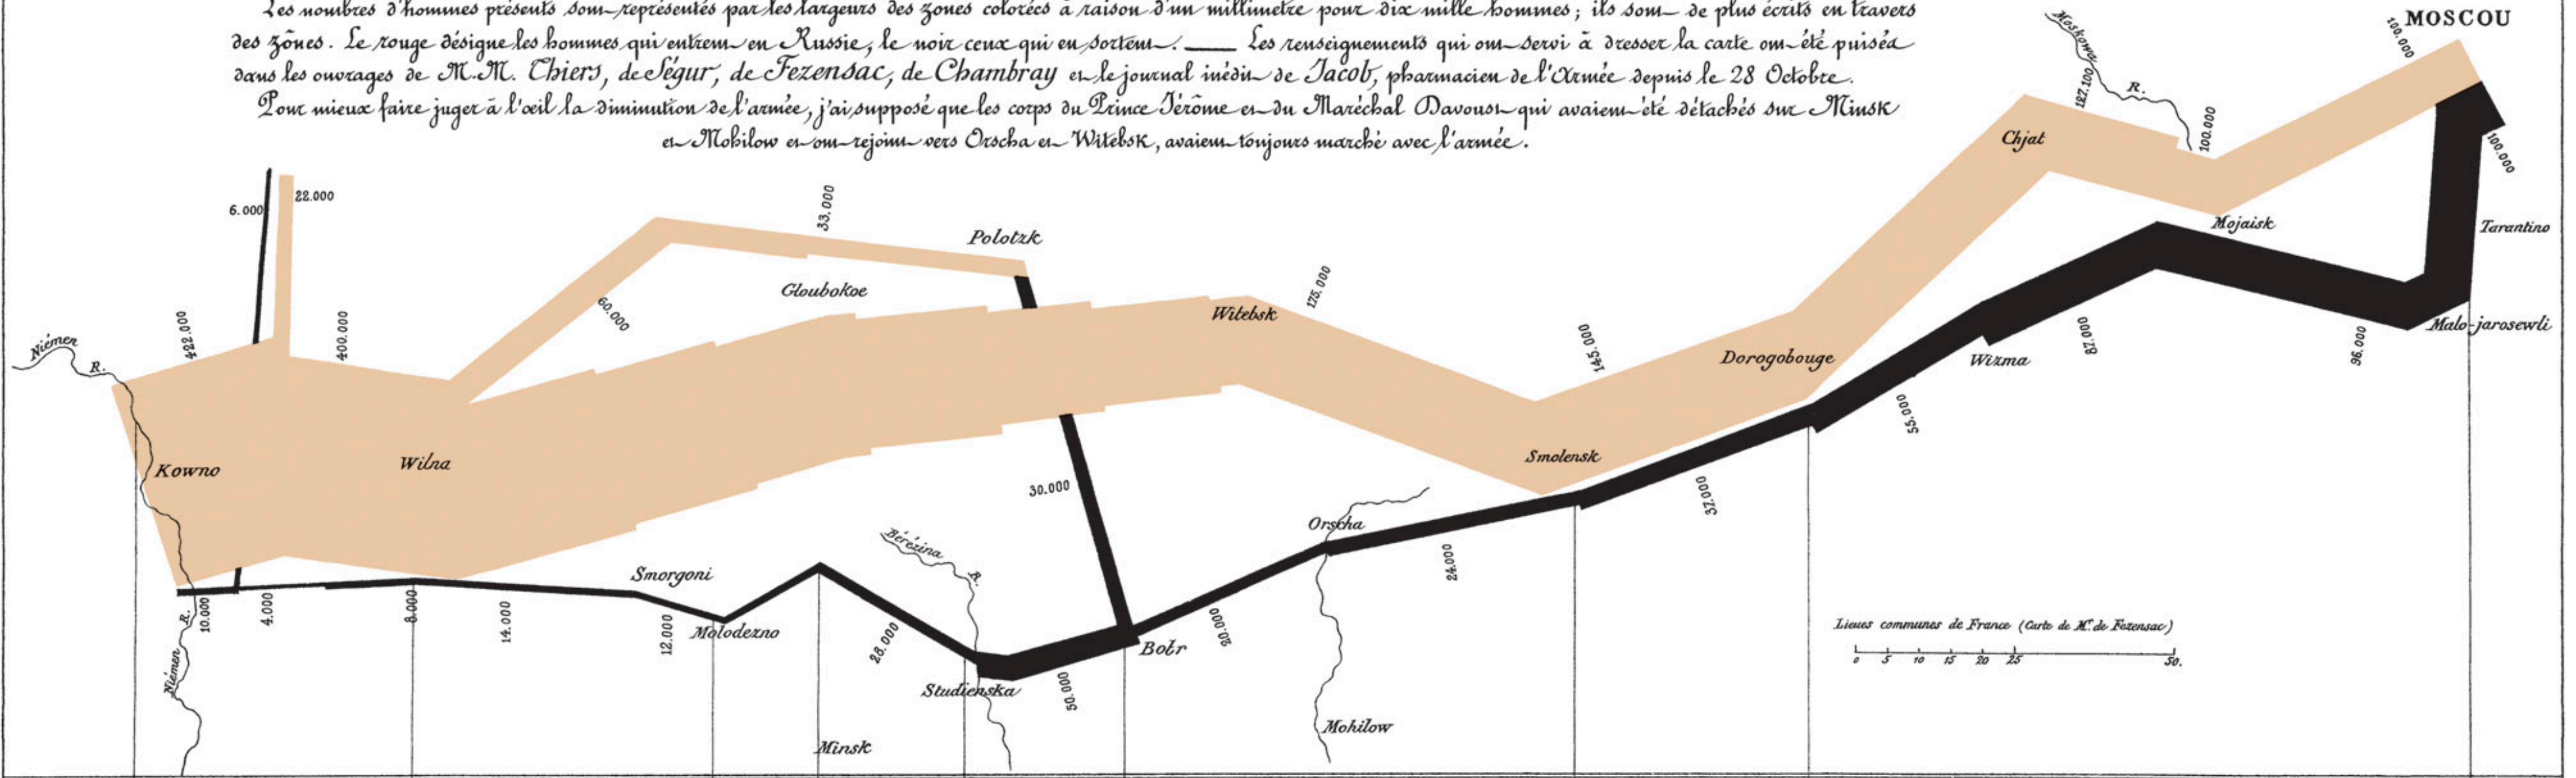 Les nombres d'hommes présents sont représentés par les largeurs des zones colorées à raison d'un millimètre pour dix mille hommes; ils sont de plus écrits en travers
des zônes. Le rouge désigne les hommes qui entrent en Russie, le noir ceux qui en sortent. — Les renseignements qui ont servi à dresser la carte ont été puisés
dans les ouvrages de M.M. Thiers, de Ségur, de Fezensac, de Chambray et le journal inédit de Jacob, pharmacien de l'Armée depuis le 28 Octobre.
Pour mieux faire juger à l'œil la diminution de l'armée, j'ai supposé que les corps du Prince Jérôme et du Maréchal Davoust qui avaient été détachés sur Minsk
et Mohilow et ont rejoint vers Orscha et Witebsk, avaient toujours marché avec l'armée.
MOSCOU
100.000
Moskowa
R.
127.100
100.000
100.000
Chjat
Mojaisk
Tarantino
Malo-jarosewli
6.000
22.000
33.000
Polotzk
Gloubokoe
60.000
422.000
400.000
Niémen
R.
Kowno
Wilna
Witebsk
175.000
145.000
Dorogobouge
Smolensk
Wizma
87.000
96.000
55.000
37.000
30.000
Orscha
24.000
Bérézina
R.
Smorgoni
10.000
4.000
8.000
14.000
12.000
Molodezno
28.000
20.000
Bobr
Studienska
50.000
R.
Niémen
Minsk
Mohilow
Lieues communes de France (Carte de Mr. de Fezensac)
0 5 10 15 20 25 50.